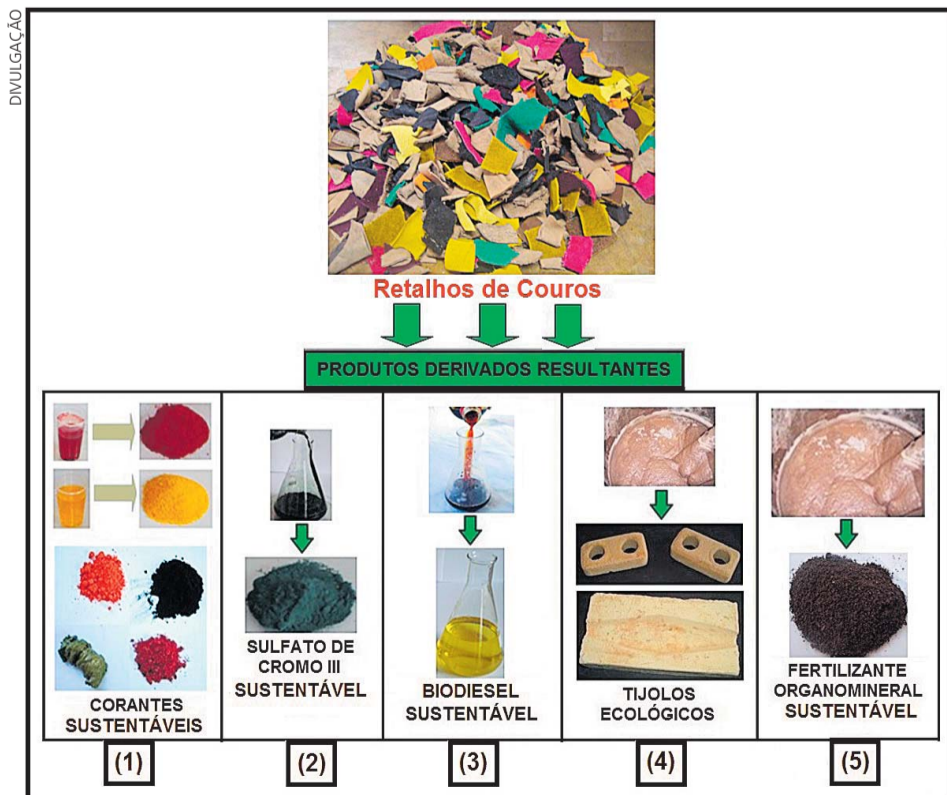 DIVULGAÇÃO
Retalhos de Couros
PRODUTOS DERIVADOS RESULTANTES
CORANTES
SUSTENTÁVEIS
(1)
SULFATO DE
CROMO III
SUSTENTÁVEL
(2)
BIODIESEL
SUSTENTÁVEL
(3)
TIJOLOS
ECOLÓGICOS
(4)
FERTILIZANTE
ORGANOMINERAL
SUSTENTÁVEL
(5)